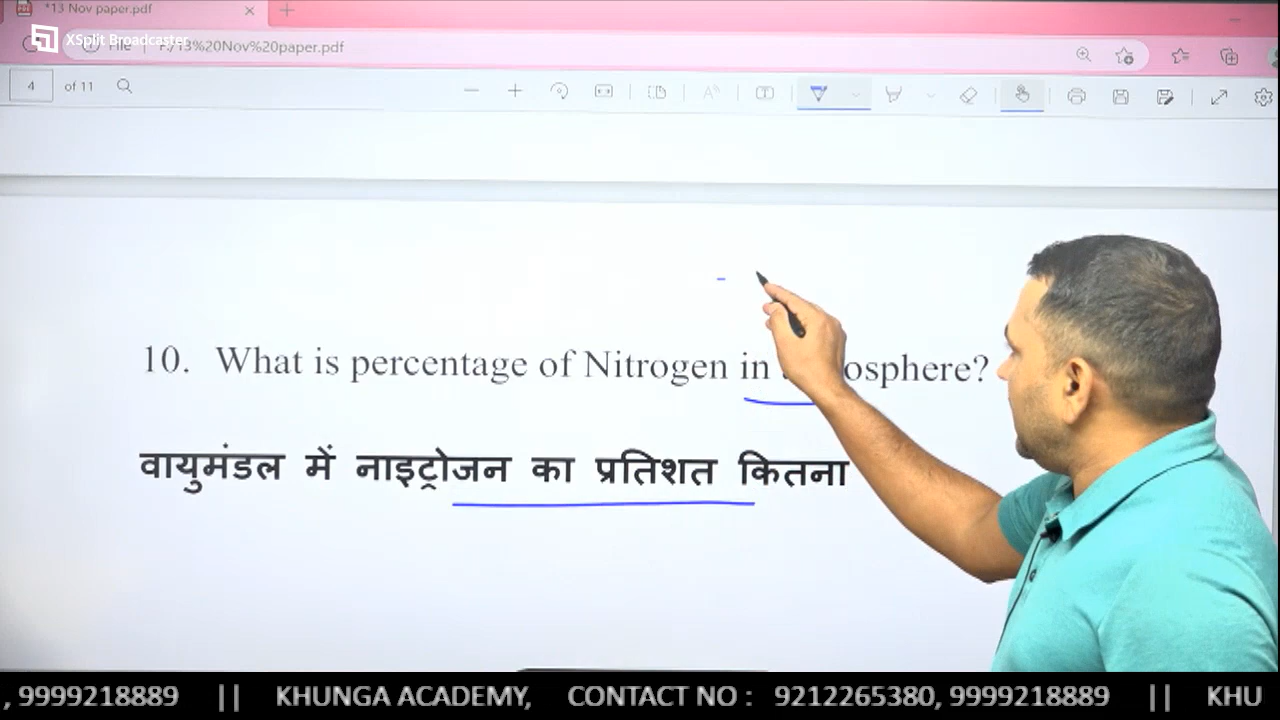 *13 Nov paper.pdf
XSplit Broadcaster
File
13%20Nov%20paper.pdf
4 of 11
10. What is percentage of Nitrogen in osphere?
वायुमंडल में नाइट्रोजन का प्रतिशत कितना
, 9999218889 || KHUNGA ACADEMY, CONTACT NO : 9212265380, 9999218889 || KHU